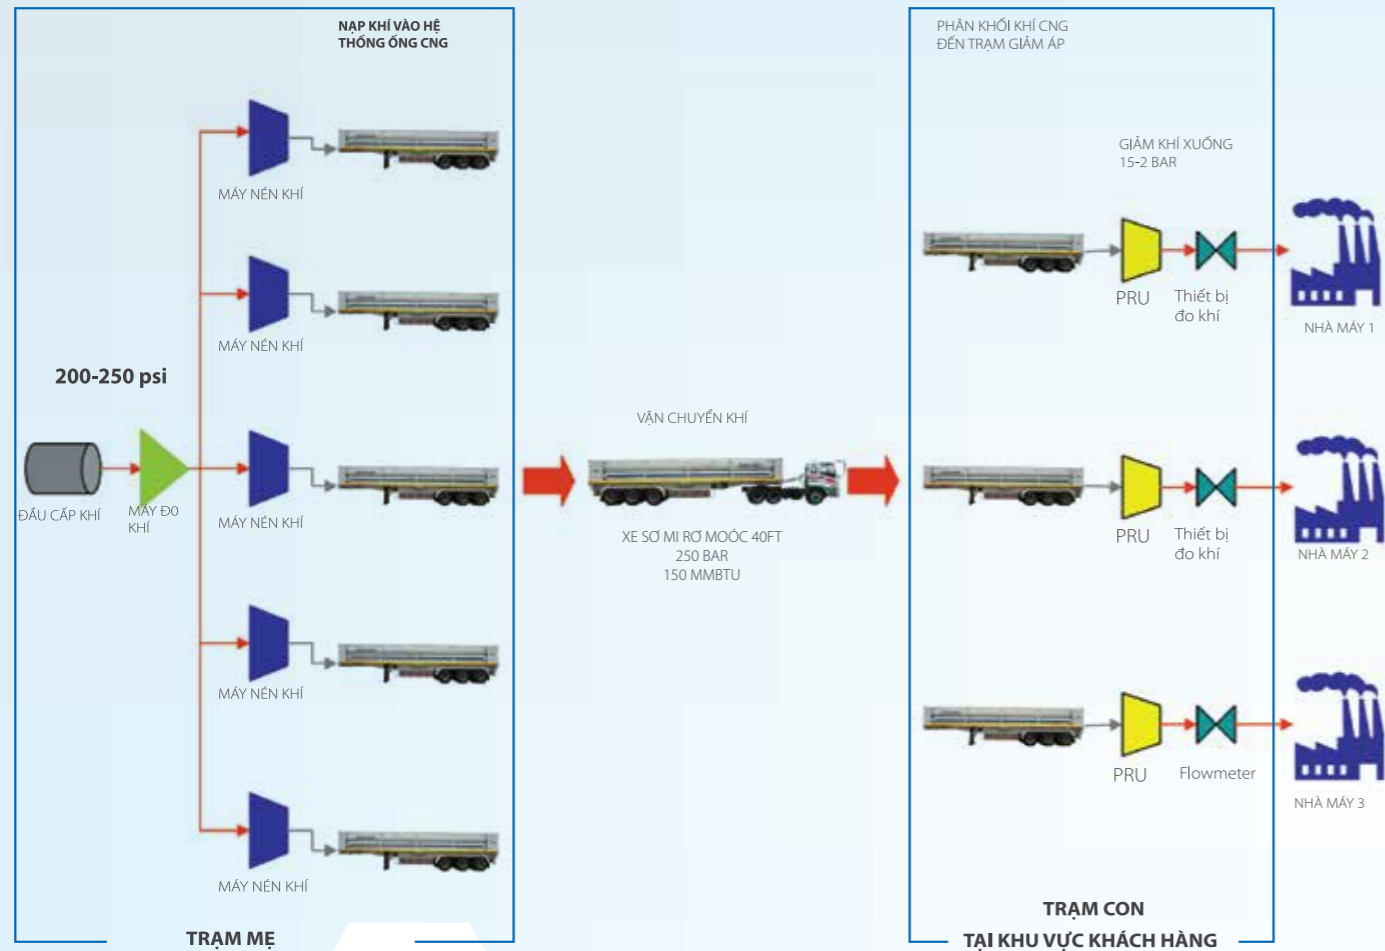 NẠP KHÍ VÀO HỆ
THỐNG ỐNG CNG
MÁY NÉN KHÍ
MÁY NÉN KHÍ
200-250 psi
ĐẦU CẤP KHÍ
MÁY ĐO
KHÍ
MÁY NÉN KHÍ
MÁY NÉN KHÍ
MÁY NÉN KHÍ
TRẠM MẸ
VẬN CHUYỂN KHÍ
XE SƠ MI RƠ MOÓC 40FT
250 BAR
150 MMBTU
PHÂN KHỐI KHÍ CNG
ĐẾN TRẠM GIẢM ÁP
GIẢM KHÍ XUỐNG
15-2 BAR
PRU
Thiết bị
đo khí
NHÀ MÁY 1
PRU
Thiết bị
đo khí
NHÀ MÁY 2
PRU
Flowmeter
NHÀ MÁY 3
TRẠM CON
TẠI KHU VỰC KHÁCH HÀNG